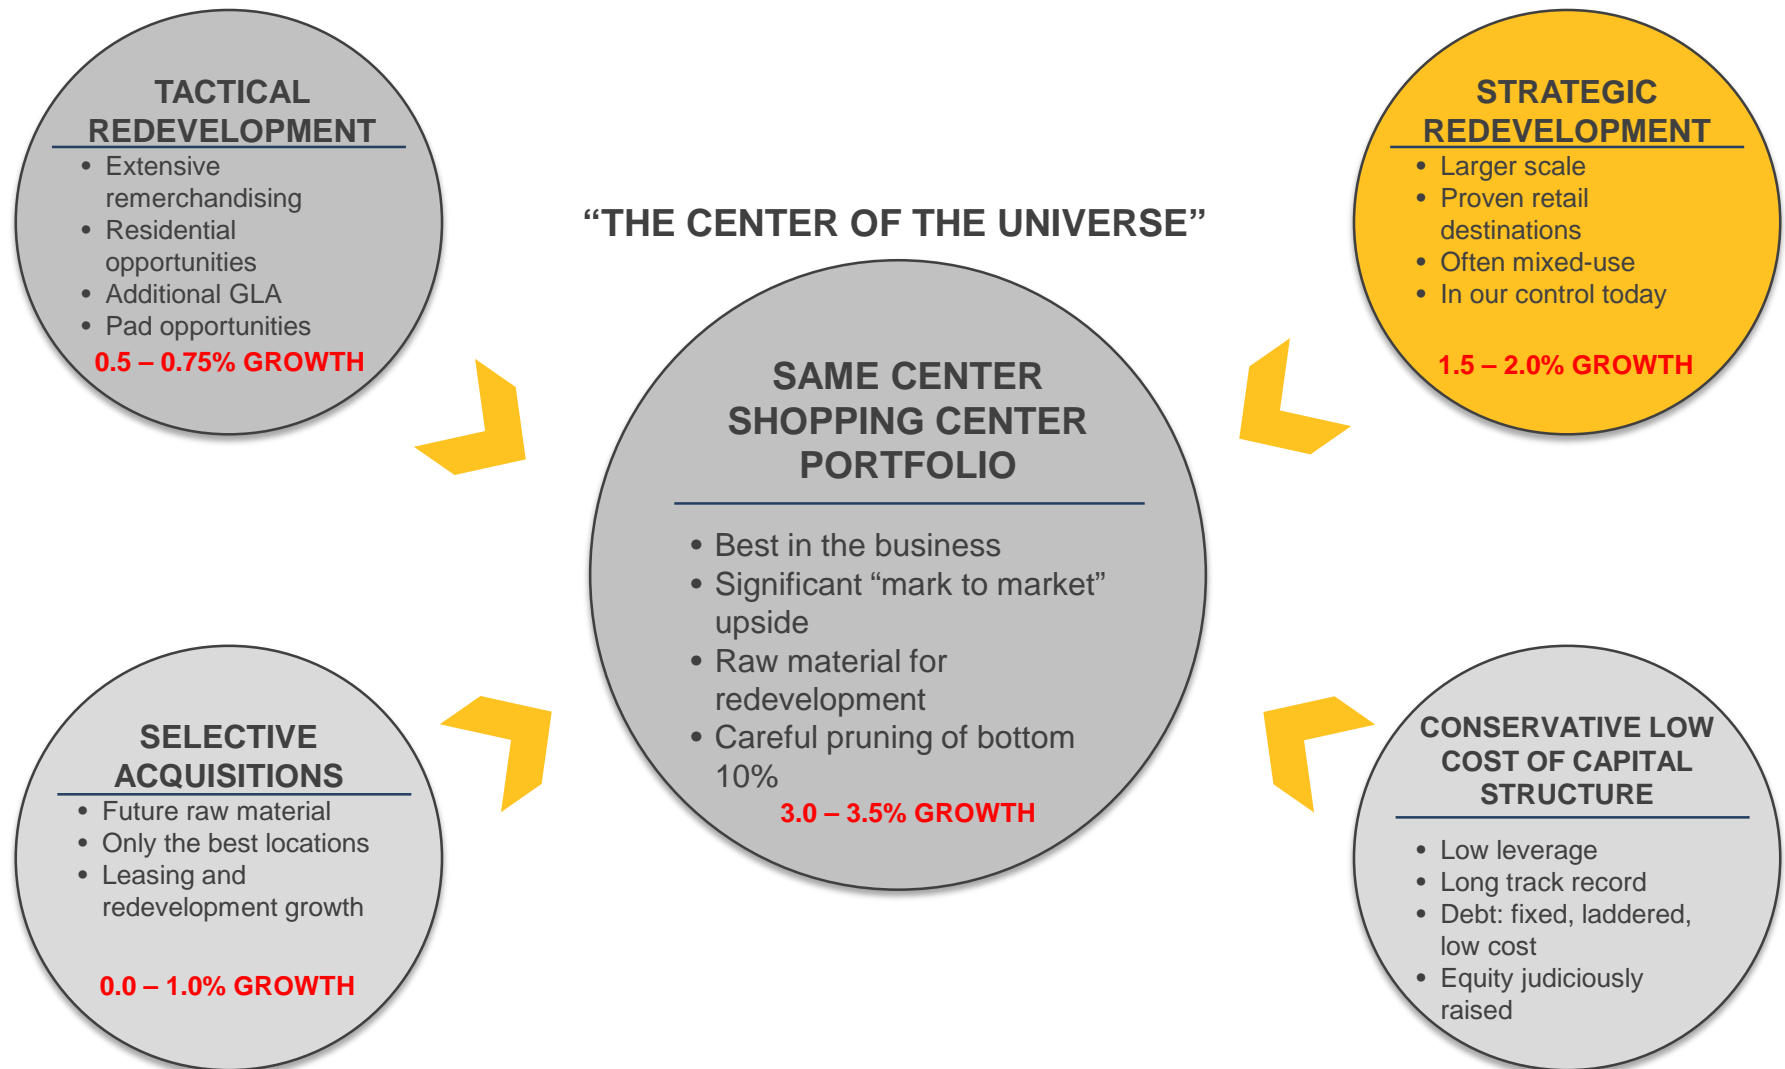 TACTICAL
REDEVELOPMENT
• Extensive
remerchandising
• Residential
opportunities
• Additional GLA
• Pad opportunities
0.5 – 0.75% GROWTH
STRATEGIC
REDEVELOPMENT
• Larger scale
• Proven retail
destinations
• Often mixed-use
• In our control today
1.5 – 2.0% GROWTH
“THE CENTER OF THE UNIVERSE”
SAME CENTER
SHOPPING CENTER
PORTFOLIO
• Best in the business
• Significant “mark to market”
upside
• Raw material for
redevelopment
• Careful pruning of bottom
10%
3.0 – 3.5% GROWTH
SELECTIVE
ACQUISITIONS
• Future raw material
• Only the best locations
• Leasing and
redevelopment growth
0.0 – 1.0% GROWTH
CONSERVATIVE LOW
COST OF CAPITAL
STRUCTURE
• Low leverage
• Long track record
• Debt: fixed, laddered,
low cost
• Equity judiciously
raised